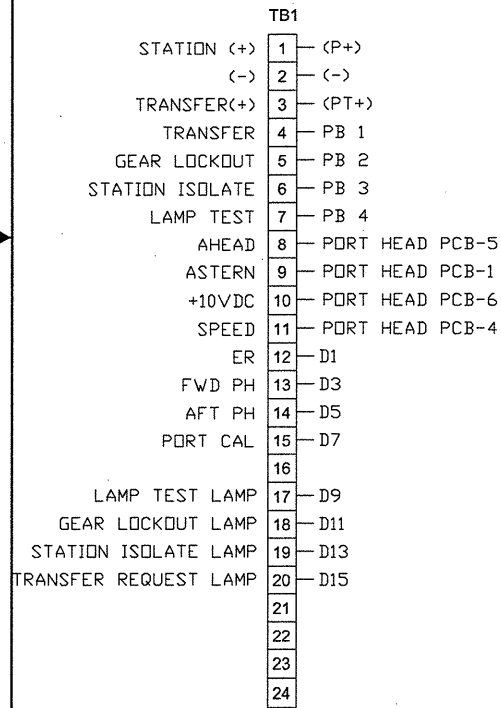 TB1
STATION (+) 1 (P+)
(-) 2 (-)
TRANSFER(+) 3 (PT+)
TRANSFER 4 PB 1
GEAR LOCKOUT 5 PB 2
STATION ISOLATE 6 PB 3
LAMP TEST 7 PB 4
AHEAD 8 PORT HEAD PCB-5
ASTERN 9 PORT HEAD PCB-1
+10VDC 10 PORT HEAD PCB-6
SPEED 11 PORT HEAD PCB-4
ER 12 D1
FWD PH 13 D3
AFT PH 14 D5
PORT CAL 15 D7
16
LAMP TEST LAMP 17 D9
GEAR LOCKOUT LAMP 18 D11
STATION ISOLATE LAMP 19 D13
TRANSFER REQUEST LAMP 20 D15
21
22
23
24